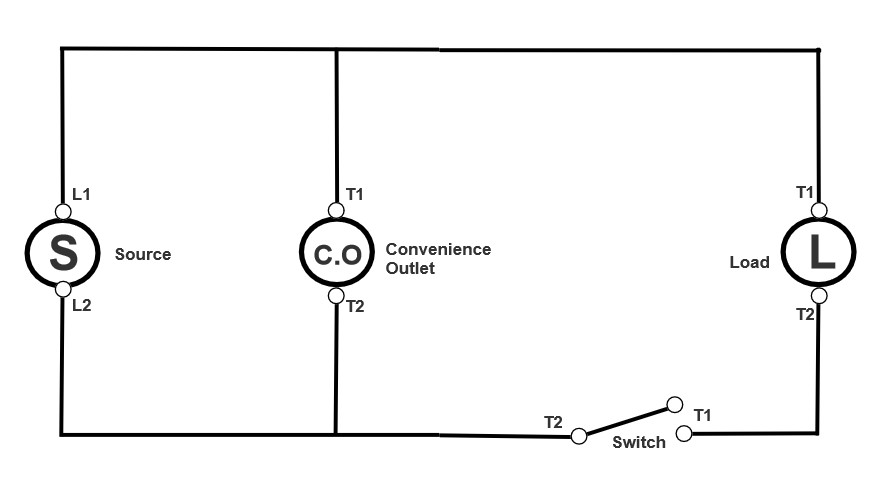 L1
T1
T1
S
Source
C.O
Convenience
Outlet
Load
L
L2
T2
T2
T2
Switch
T1